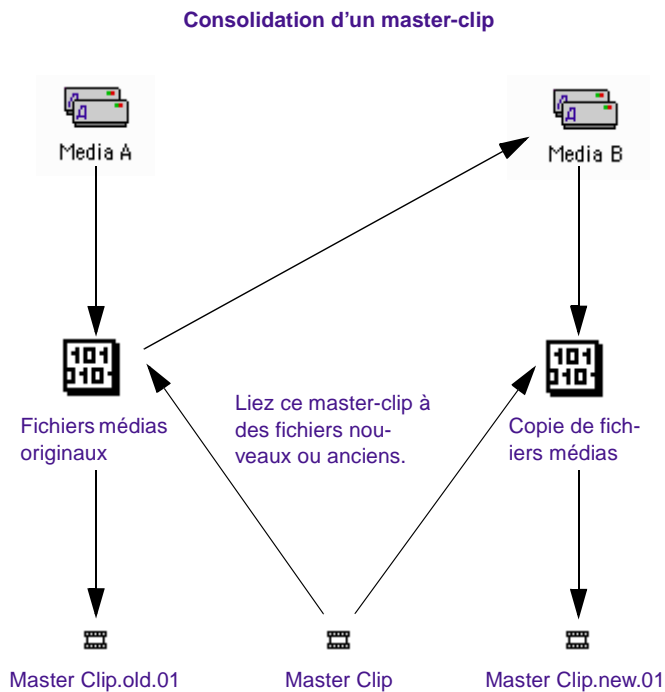 Consolidation d'un master-clip
Media A
Media B
Fichiers médias
originaux
Liez ce master-clip à
des fichiers nou-
veaux ou anciens.
Copie de fich-
iers médias
Master Clip.old.01
Master Clip
Master Clip.new.01